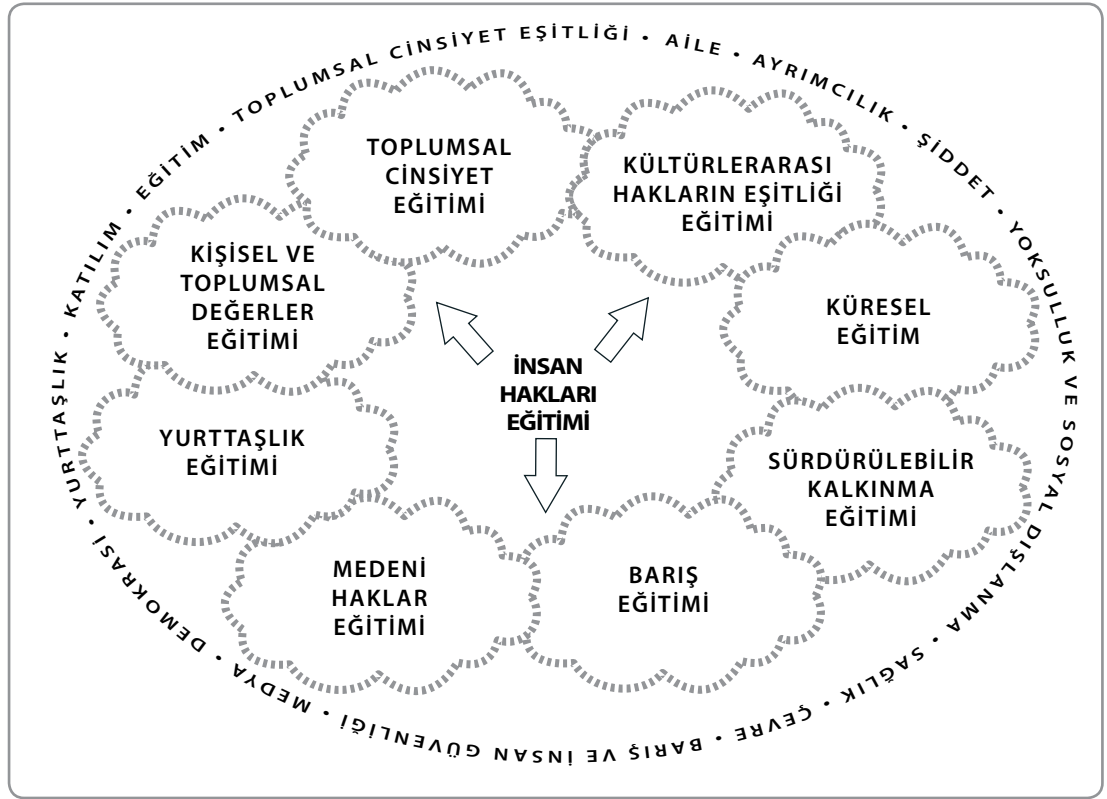 YURTTAŞLIK • KATILIM • EĞİTİM • TOPLUMSAL CİNSİYET EŞİTLİĞİ • AİLE • AYRIMCILIK • ŞİDDET • YOKSULLUK VE SOSYAL DIŞLANMA • SAĞLIK • ÇEVRE • BARIŞ VE İNSAN GÜVENLİĞİ • MEDYA • DEMOKRASİ •
TOPLUMSAL
CİNSİYET
EĞİTİMİ
KÜLTÜRLERARASI
HAKLARIN EŞİTLİĞİ
EĞİTİMİ
KİŞİSEL VE
TOPLUMSAL
DEĞERLER
EĞİTİMİ
KÜRESEL
EĞİTİM
İNSAN
HAKLARI
EĞİTİMİ
YURTTAŞLIK
EĞİTİMİ
SÜRDÜRÜLEBİLİR
KALKINMA
EĞİTİMİ
MEDENİ
HAKLAR
EĞİTİMİ
BARIŞ
EĞİTİMİ